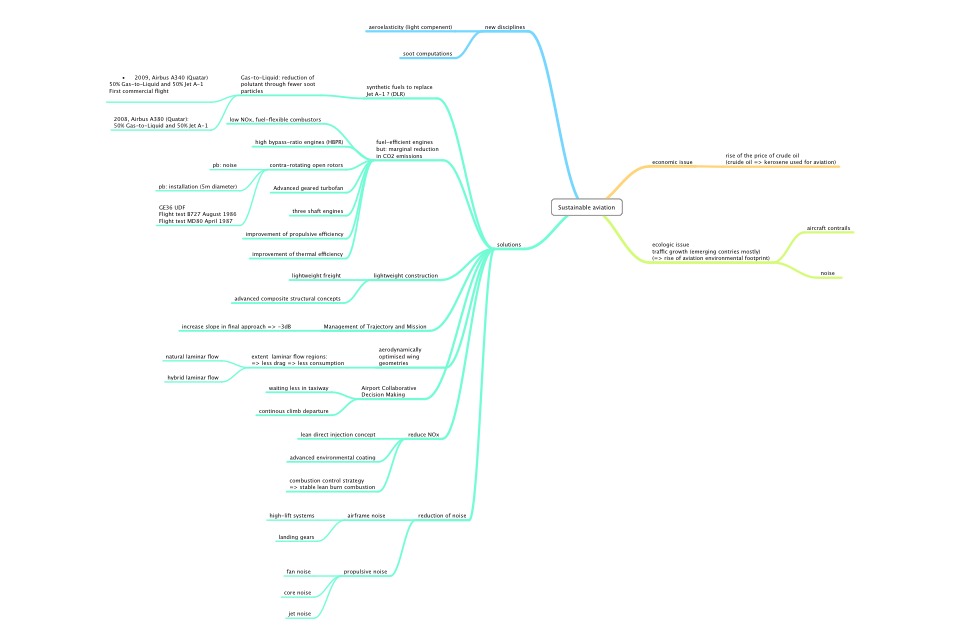 Sustainable aviation
new disciplines
aeroelasticity (light compenent)
soot computations
economic issue
rise of the price of crude oil
(cruide oil => kerosene used for aviation)
ecologic issue
traffic growth (emerging contries mostly)
(=> rise of aviation environmental footprint)
aircraft contrails
noise
solutions
synthetic fuels to replace
Jet A-1 ? (DLR)
Gas-to-Liquid: reduction of
polutant through fewer soot
particles
• 2009, Airbus A340 (Quatar)
50% Gas-to-Liquid and 50% Jet A-1
First commercial flight
2008, Airbus A380 (Quatar):
50% Gas-to-Liquid and 50% Jet A-1
fuel-efficient engines
but: marginal reduction
in CO2 emissions
low NOx, fuel-flexible combustors
high bypass-ratio engines (HBPR)
contra-rotating open rotors
pb: noise
pb: installation (5m diameter)
GE36 UDF
Flight test B727 August 1986
Flight test MD80 April 1987
Advanced geared turbofan
three shaft engines
improvement of propulsive efficiency
improvement of thermal efficiency
lightweight construction
lightweight freight
advanced composite structural concepts
Management of Trajectory and Mission
increase slope in final approach => -3dB
aerodynamically
optimised wing
geometries
extent laminar flow regions:
=> less drag => less consumption
natural laminar flow
hybrid laminar flow
Airport Collaborative
Decision Making
waiting less in taxiway
continous climb departure
reduce NOx
lean direct injection concept
advanced environmental coating
combustion control strategy
=> stable lean burn combustion
reduction of noise
airframe noise
high-lift systems
landing gears
propulsive noise
fan noise
core noise
jet noise